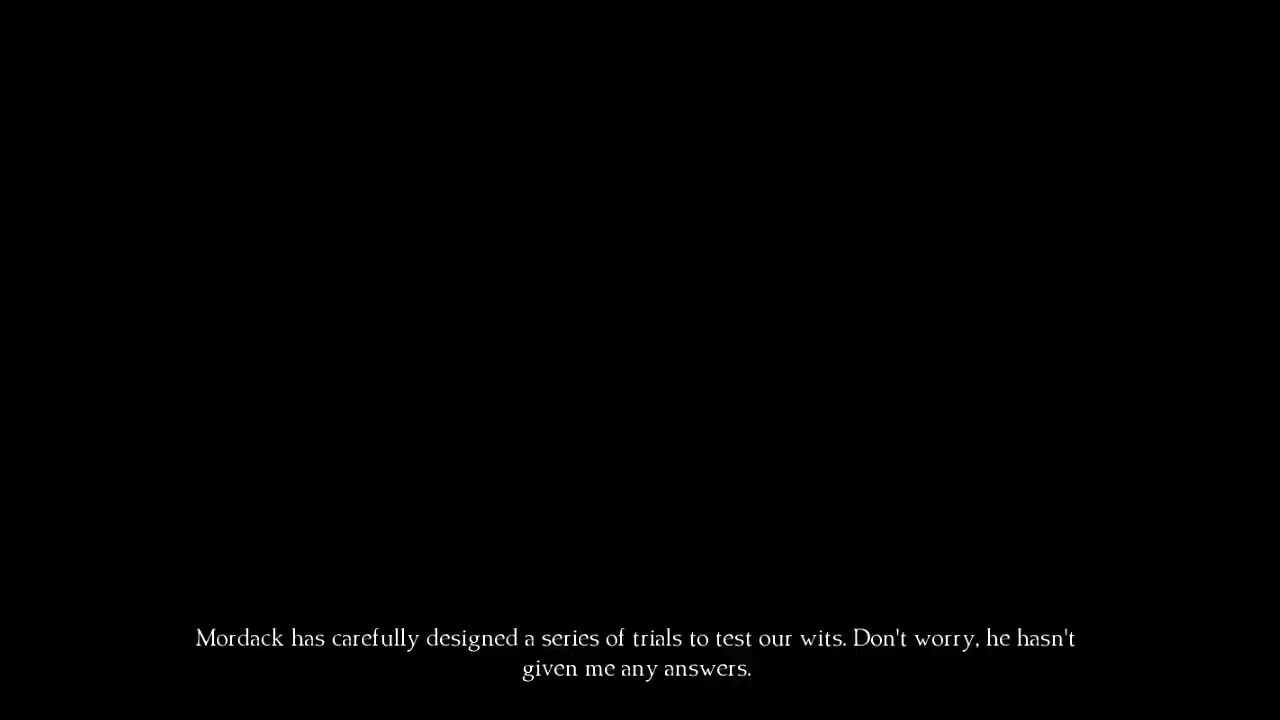 Mordack has carefully designed a series of trials to test our wits. Don't worry, he hasn't
given me any answers.